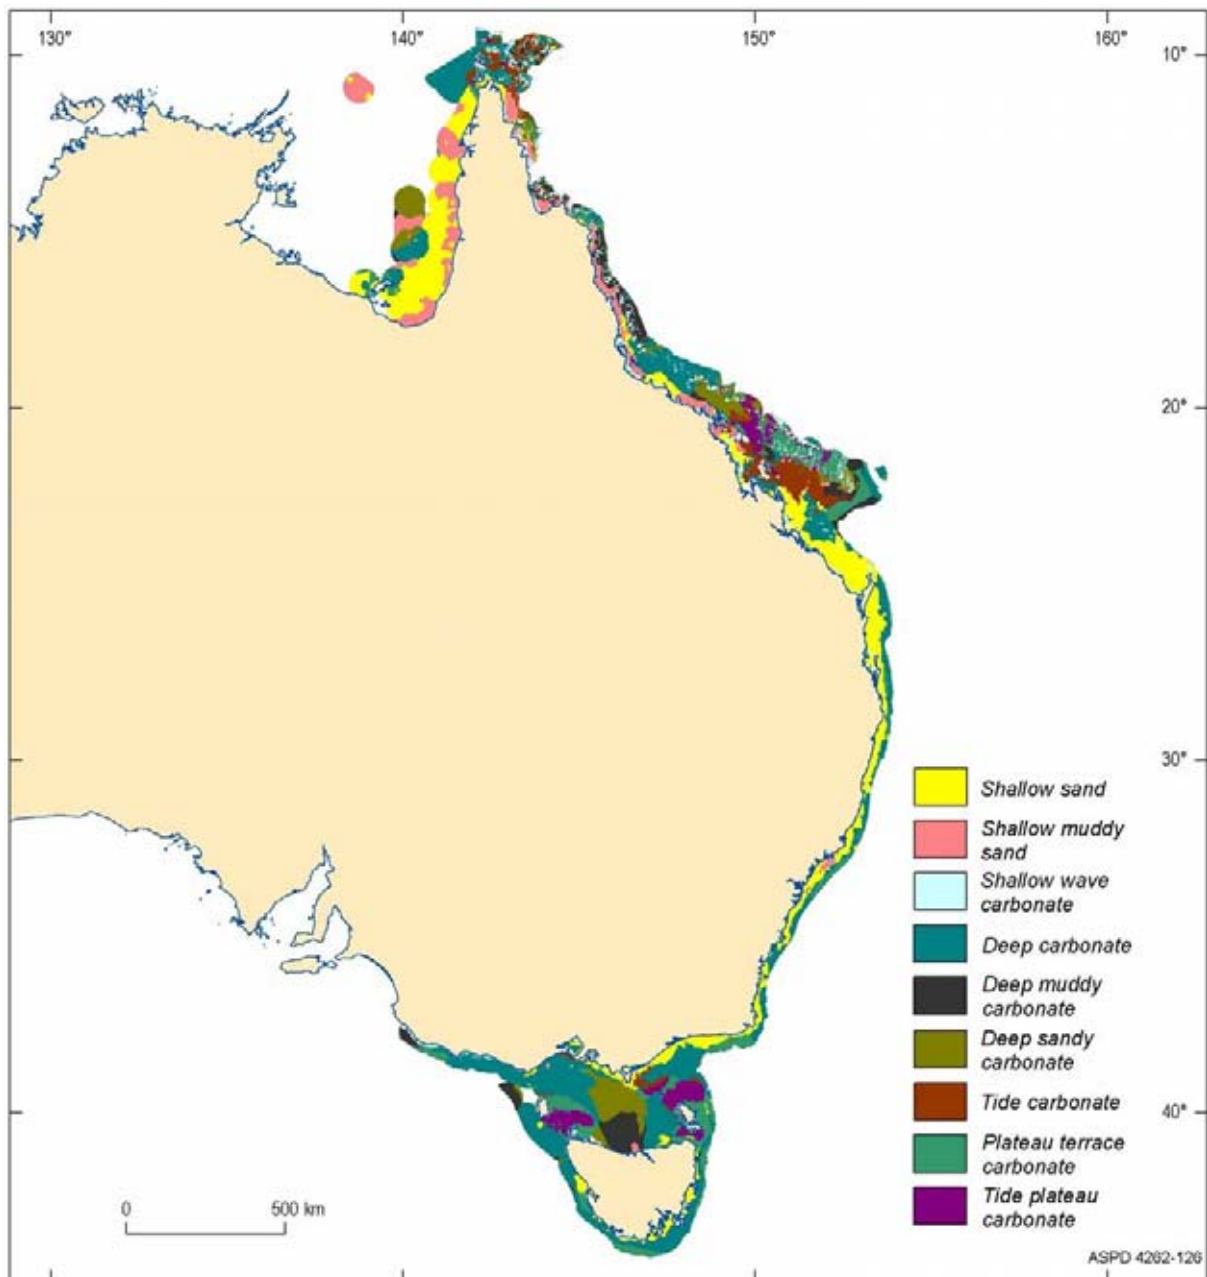 130° 140° 150° 160°
10°
20°
30°
40°
Shallow sand
Shallow muddy
sand
Shallow wave
carbonate
Deep carbonate
Deep muddy
carbonate
Deep sandy
carbonate
Tide carbonate
Plateau terrace
carbonate
Tide plateau
carbonate
0 500 km
ASPD 4262-126